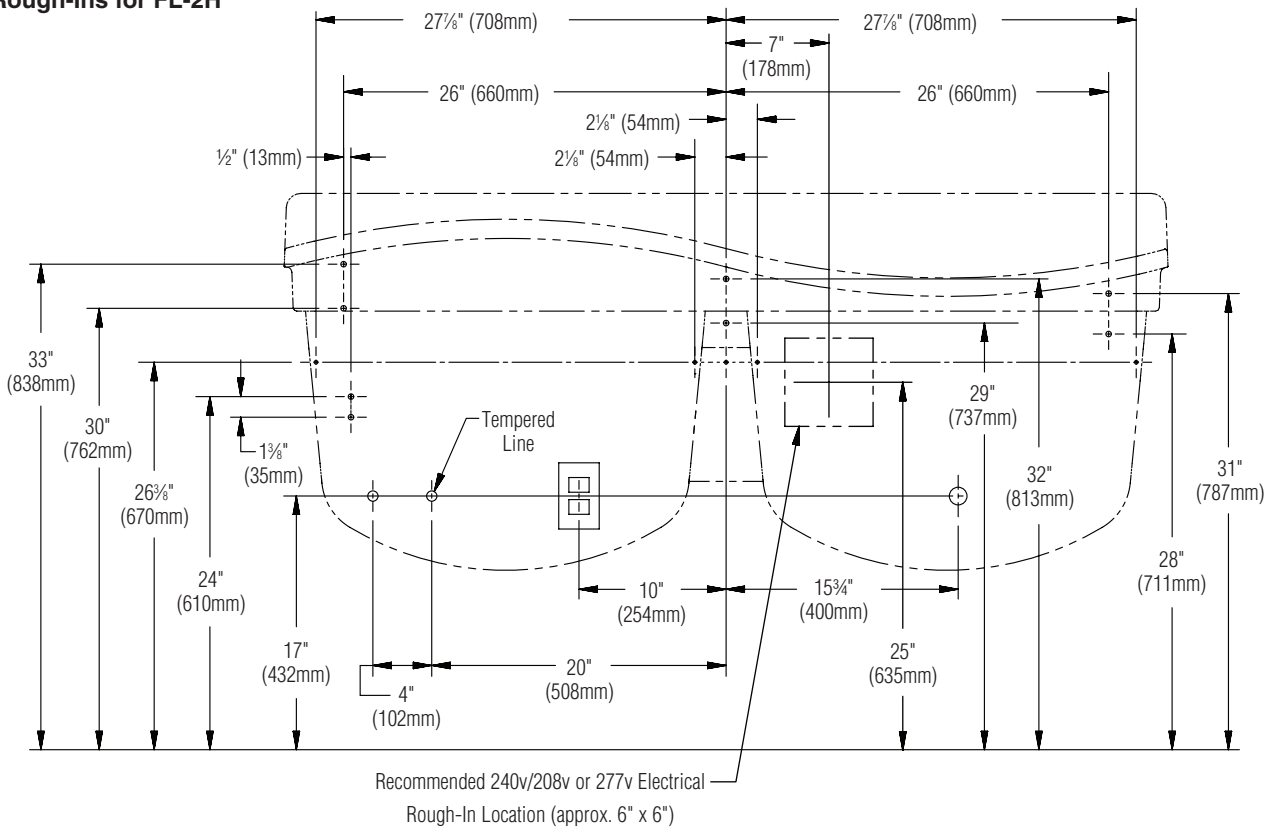 Rough-Ins for FL-2H
27⅞" (708mm)
27⅞" (708mm)
7"
(178mm)
26" (660mm)
26" (660mm)
2⅛" (54mm)
½" (13mm)
2⅛" (54mm)
33"
(838mm)
30"
(762mm)
26⅜"
(670mm)
24"
(610mm)
17"
(432mm)
1⅜"
(35mm)
Tempered
Line
29"
(737mm)
32"
(813mm)
31"
(787mm)
28"
(711mm)
10"
(254mm)
15¾"
(400mm)
25"
(635mm)
20"
(508mm)
4"
(102mm)
Recommended 240v/208v or 277v Electrical
Rough-In Location (approx. 6" x 6")